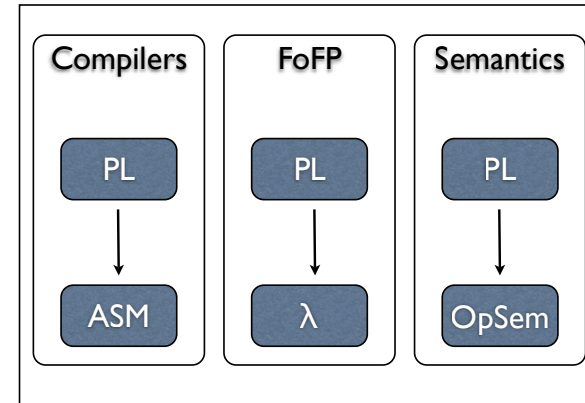 Compilers
FoFP
Semantics
PL
PL
PL
ASM
λ
OpSem